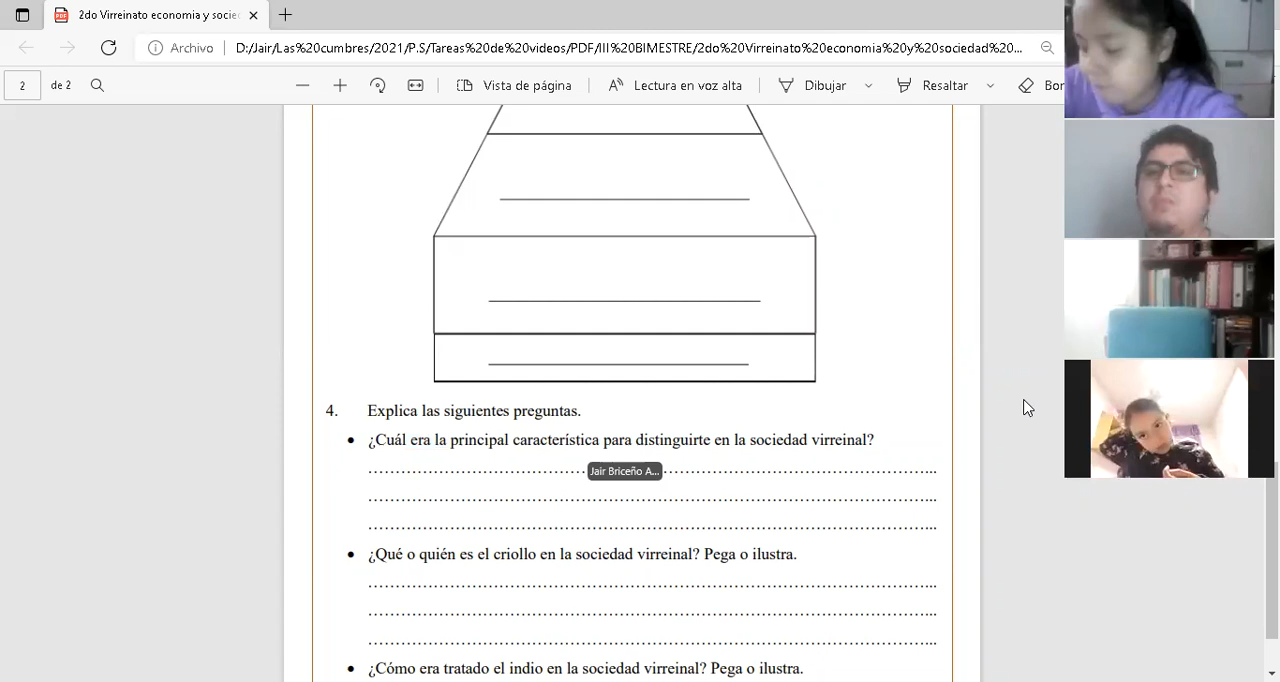 2do Virreinato economia y socie
Archivo
D:/Jair/Las%20cumbres/2021/P.S/Tareas%20de%20videos/PDF/III%20BIMESTRE/2do%20Virreinato%20economia%20y%20sociedad%20...
2
de 2
Vista de página
Lectura en voz alta
Dibujar
Resaltar
Bor
4. Explica las siguientes preguntas.
• ¿Cuál era la principal característica para distinguirte en la sociedad virreinal?
Jair Briceño A...
• ¿Qué o quién es el criollo en la sociedad virreinal? Pega o ilustra.
• ¿Cómo era tratado el indio en la sociedad virreinal? Pega o ilustra.